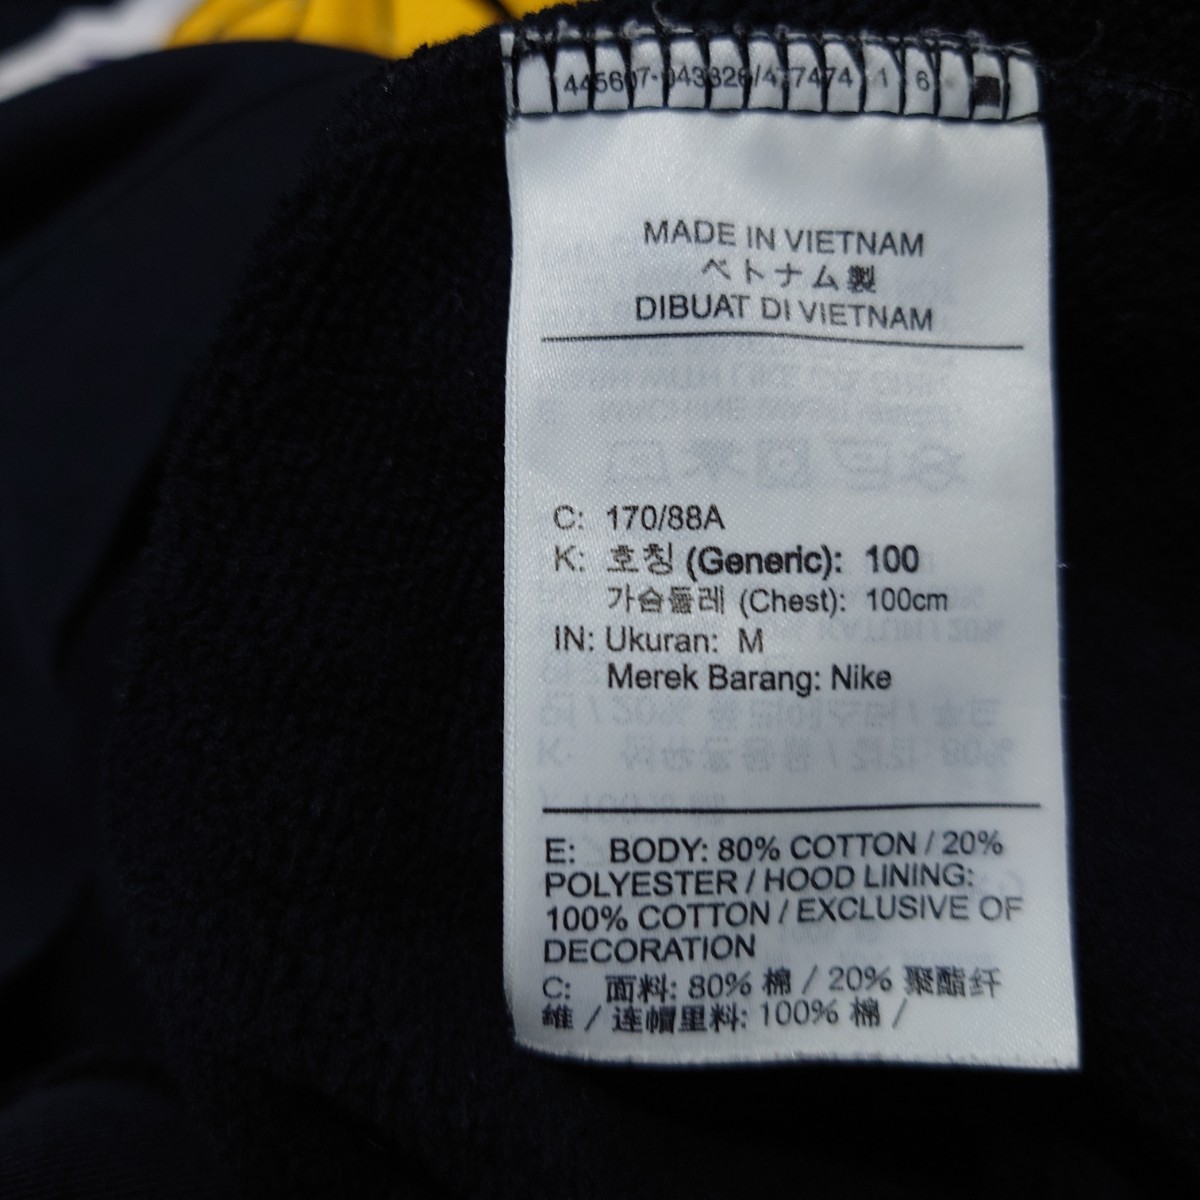 MADE IN VIETNAM
ベトナム製
DIBUAT DI VIETNAM
C: 170/88A
K: 호칭 (Generic): 100
가슴둘레 (Chest): 100cm
IN: Ukuran: M
Merek Barang: Nike
E: BODY: 80% COTTON / 20%
POLYESTER / HOOD LINING:
100% COTTON / EXCLUSIVE OF
DECORATION
C: 面料: 80% 棉 / 20% 聚酯纤
维 / 连帽里料: 100% 棉 /